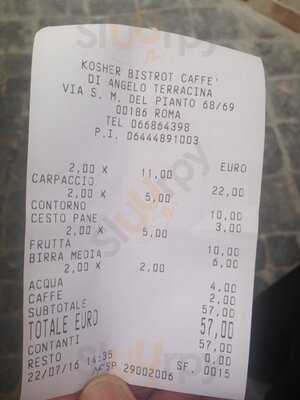 KOSHER BISTROT CAFFE'
DI ANGELO TERRACINA
VIA S. M. DEL PIANTO 68/69
00186 ROMA
TEL 066864398
P.I. 06444891003
EURO
2,00 X 11,00
CARPACCIO 22,00
2,00 X 5,00
CONTORNO 10,00
CESTO PANE 3,00
2,00 X 5,00
FRUTTA 10,00
BIRRA MEDIA 6,00
2,00 X 2,00
ACQUA 4,00
CAFFE 2,00
SUBTOTALE 57,00
TOTALE EURO 57,00
CONTANTI 57,00
RESTO 0,00
22/07/16 14:35 SF. 0015
SP 29002006